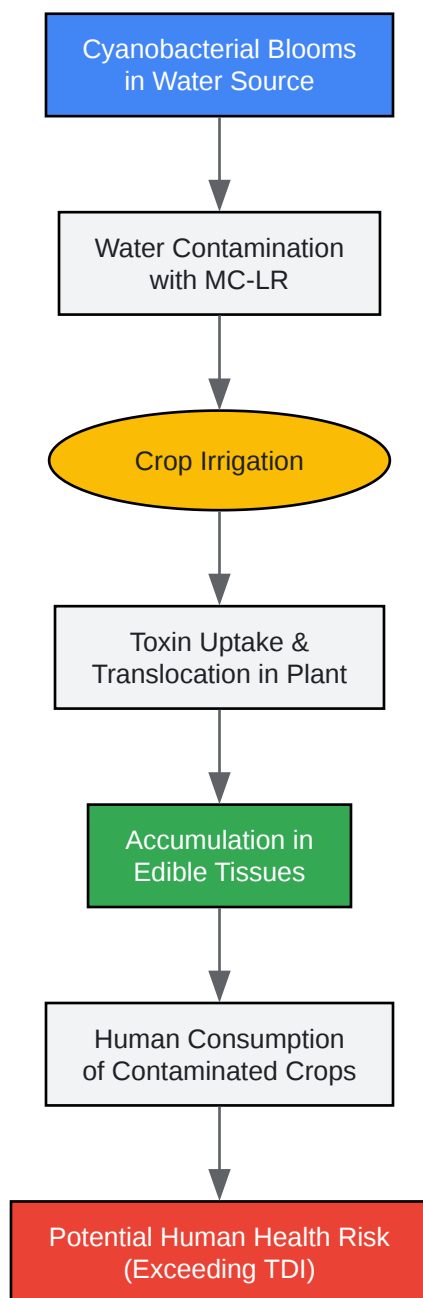 Cyanobacterial Blooms
in Water Source
Water Contamination
with MC-LR
Crop Irrigation
Toxin Uptake &
Translocation in Plant
Accumulation in
Edible Tissues
Human Consumption
of Contaminated Crops
Potential Human Health Risk
(Exceeding TDI)